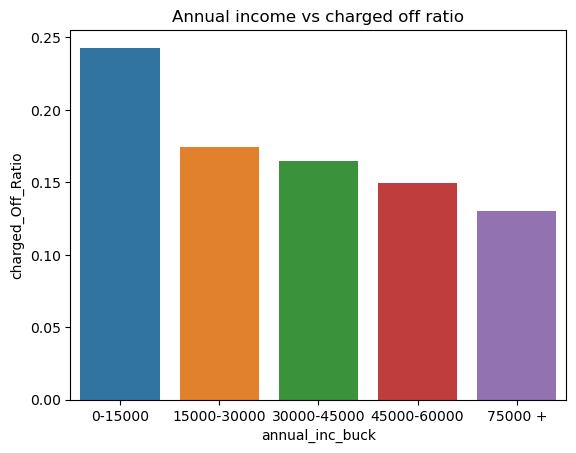 Annual income vs charged off ratio
charged_Off_Ratio
0.25
0.20
0.15
0.10
0.05
0.00
0-15000 15000-30000 30000-45000 45000-60000 75000 +
annual_inc_buck